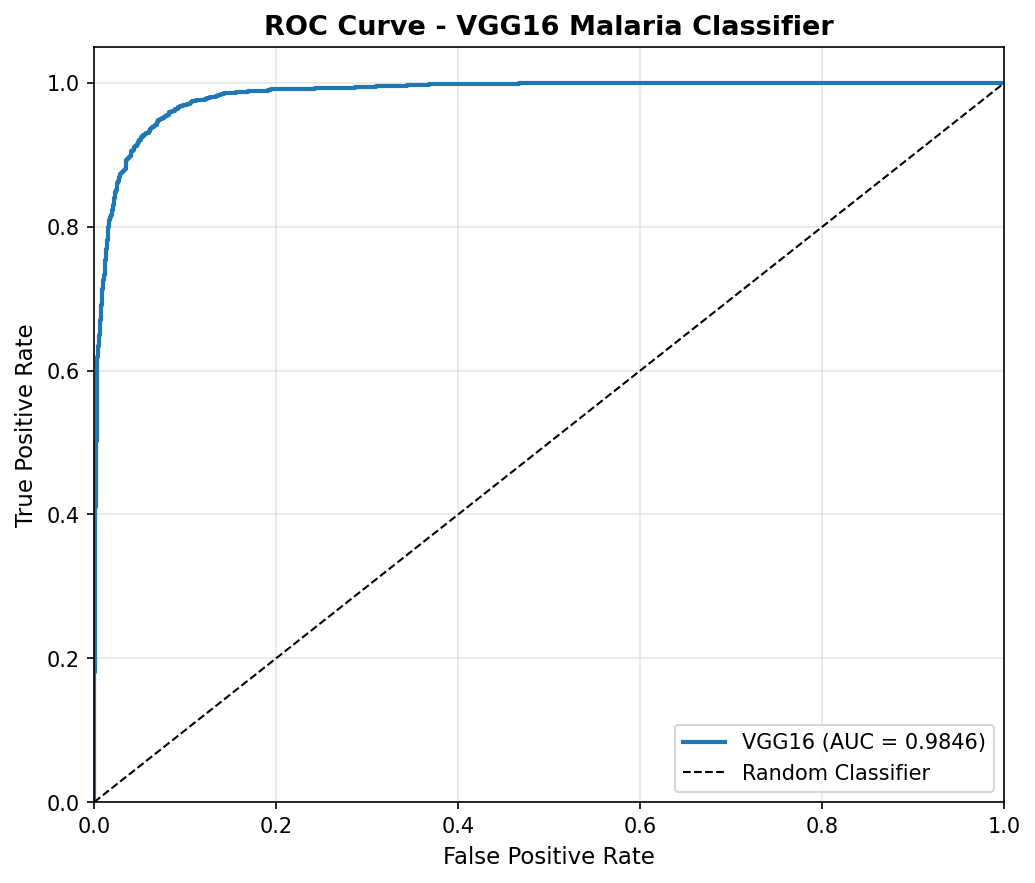 ROC Curve - VGG16 Malaria Classifier
True Positive Rate
1.0
0.8
0.6
0.4
0.2
0.0
0.0 0.2 0.4 0.6 0.8 1.0
False Positive Rate
VGG16 (AUC = 0.9846)
Random Classifier